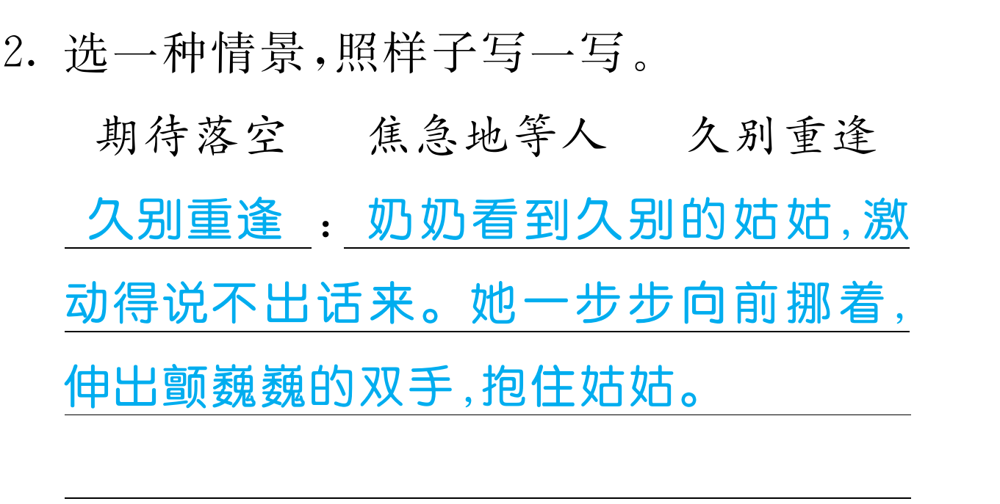 2. 选一种情景,照样子写一写。
期待落空 焦急地等人 久别重逢
久别重逢 : 奶奶看到久别的姑姑,激
动得说不出话来。她一步步向前挪着,
伸出颤巍巍的双手,抱住姑姑。